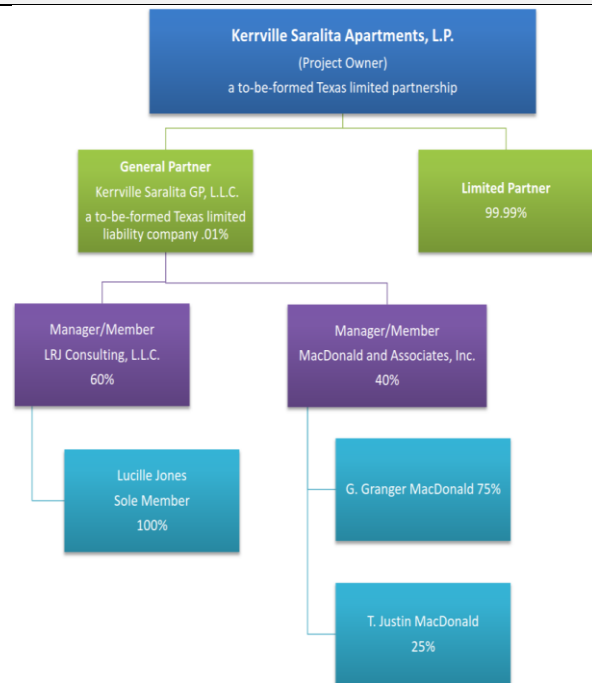 Kerrville Saralita Apartments, L.P.
(Project Owner)
a to-be-formed Texas limited partnership
General Partner
Kerrville Saralita GP, L.L.C.
a to-be-formed Texas limited
liability company .01%
Limited Partner
99.99%
Manager/Member
LRJ Consulting, L.L.C.
60%
Manager/Member
MacDonald and Associates, Inc.
40%
Lucille Jones
Sole Member
100%
G. Granger MacDonald 75%
T. Justin MacDonald
25%